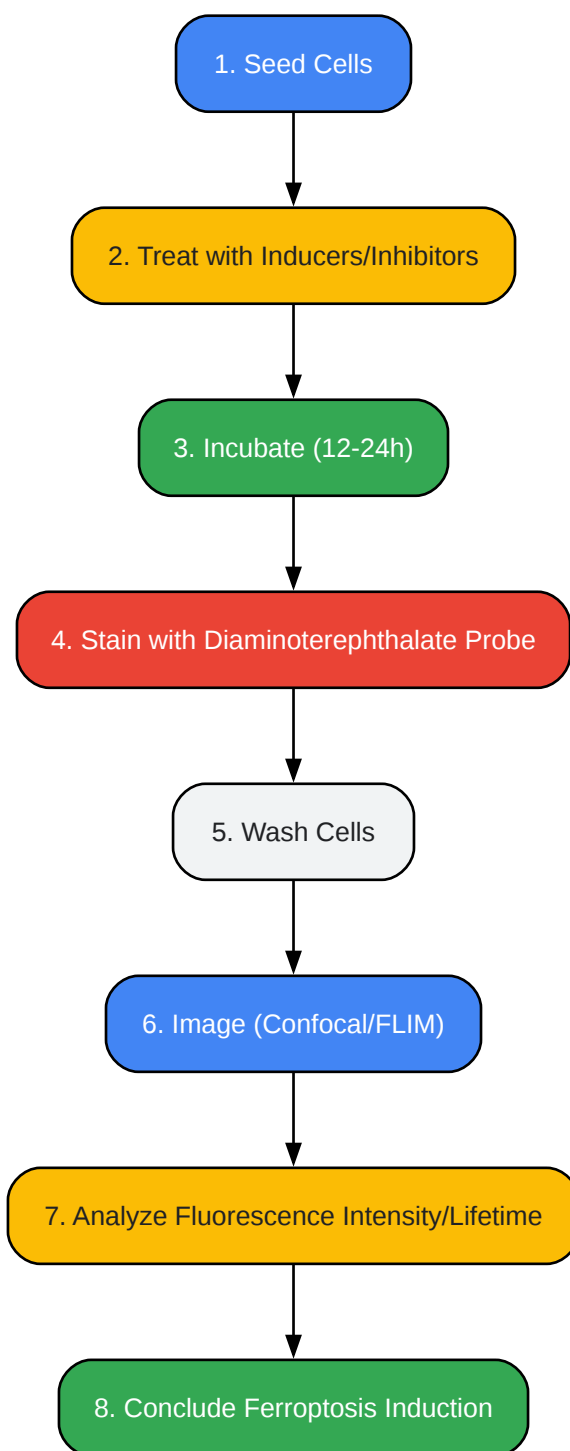 1. Seed Cells
2. Treat with Inducers/Inhibitors
3. Incubate (12-24h)
4. Stain with Diaminoterephthalate Probe
5. Wash Cells
6. Image (Confocal/FLIM)
7. Analyze Fluorescence Intensity/Lifetime
8. Conclude Ferroptosis Induction